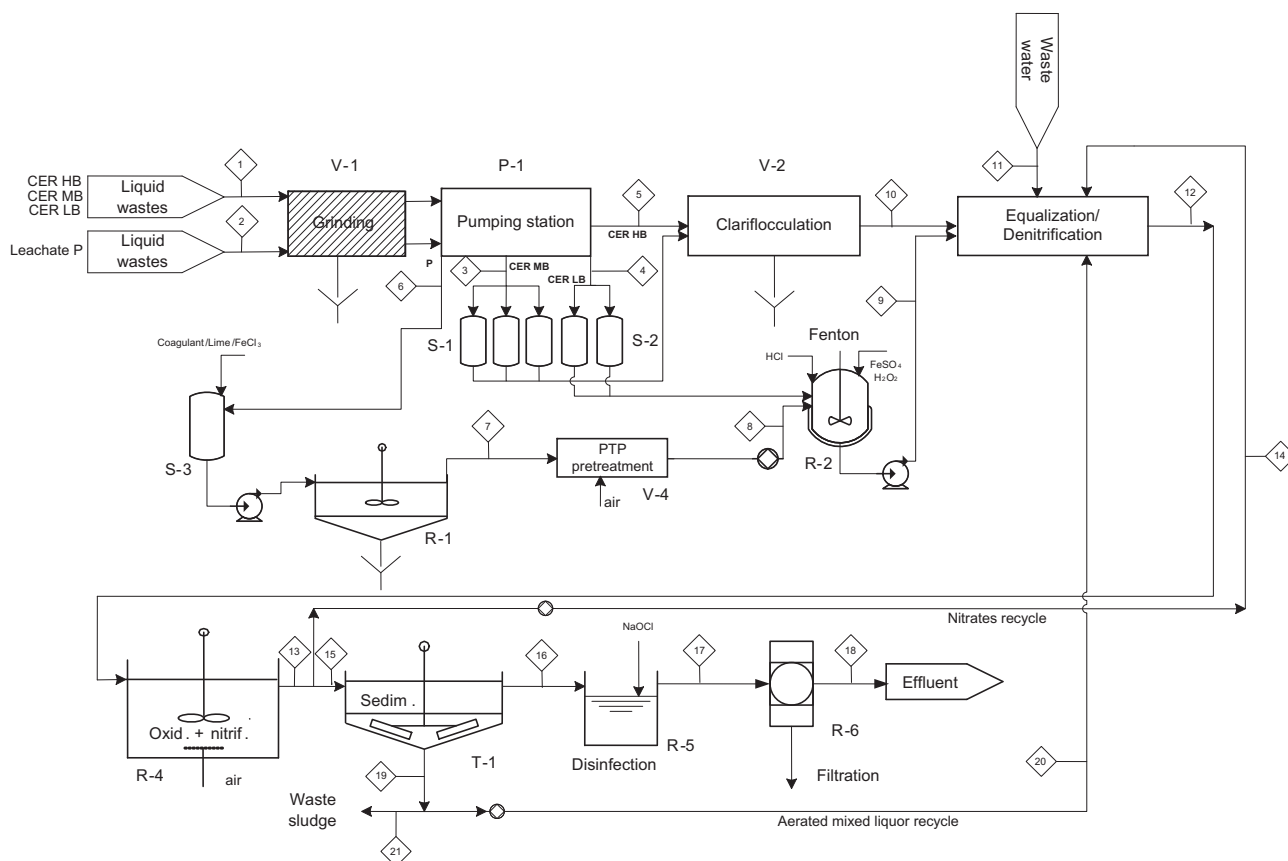 Waste
water
11
1
V-1
P-1
V-2
CER HB
CER MB
CER LB
Liquid
wastes
2
Grinding
Pumping station
5
CER HB
Clariflocculation
10
Equalization/
Denitrification
12
Leachate P
Liquid
wastes
P
6
3
CER MB
CER LB
4
9
S-1
S-2
Fenton
HCl
FeSO₄
H₂O₂
Coagulant/Lime/FeCl₃
S-3
7
PTP
pretreatment
V-4
air
8
R-2
14
R-1
Nitrates recycle
13
15
16
NaOCl
17
18
Effluent
Sedim .
Oxid . + nitrif .
R-4
air
T-1
R-5
Disinfection
R-6
Filtration
19
20
Waste
sludge
Aerated mixed liquor recycle
21